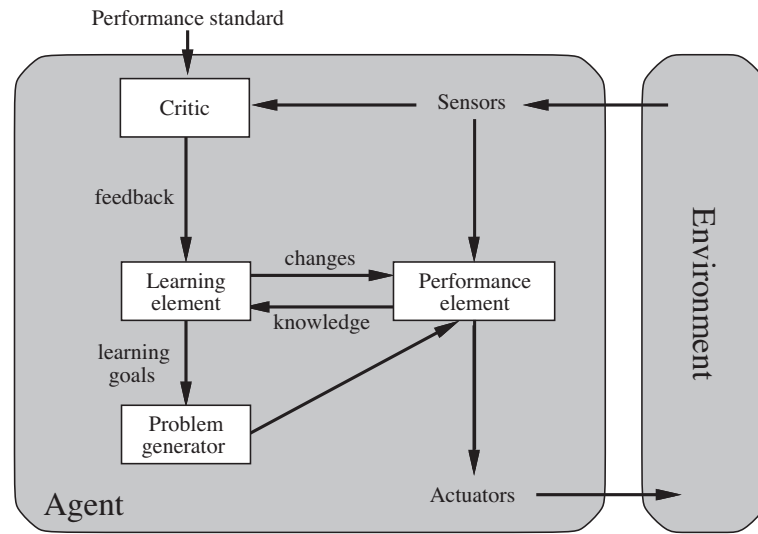 Performance standard
Critic
Sensors
feedback
changes
Learning
element
Performance
element
knowledge
learning
goals
Problem
generator
Actuators
Agent
Environment